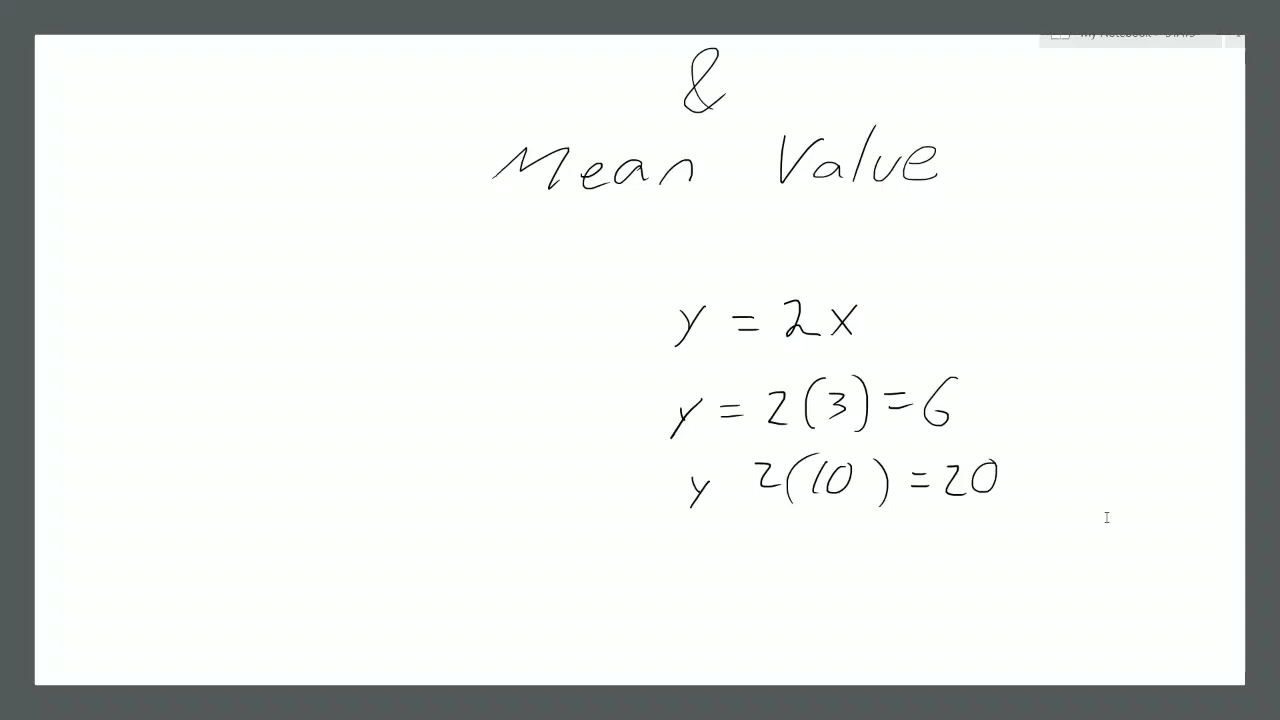 &
Mean Value
y = 2x
y = 2(3) = 6
y 2(10) = 20